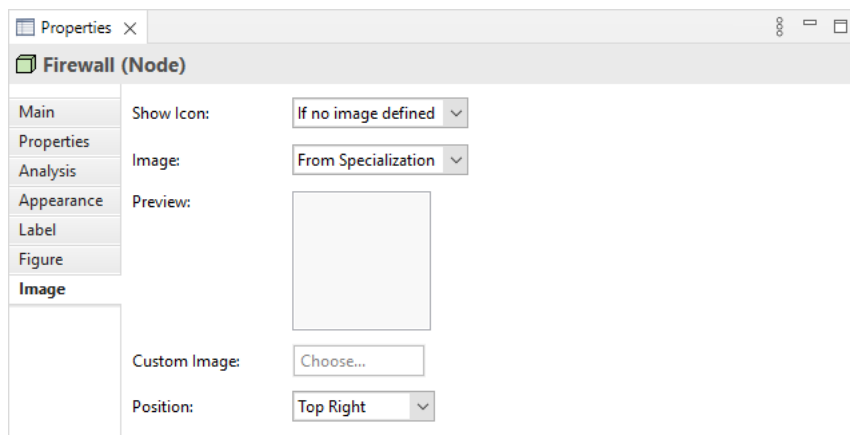 Properties
Firewall (Node)
Main
Properties
Analysis
Appearance
Label
Figure
Image
Show Icon: If no image defined
Image: From Specialization
Preview:
Custom Image: Choose...
Position: Top Right